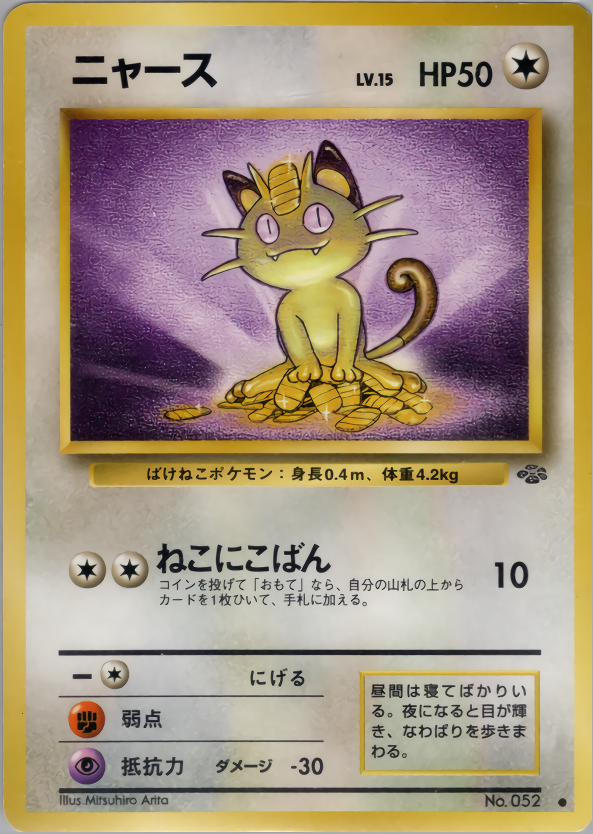 ニャース LV.15 HP50
ばけねこポケモン：身長0.4m、体重4.2kg
ねこにこばん 10
コインを投げて「おもて」なら、自分の山札の上から
カードを1枚ひいて、手札に加える。
にげる
弱点
抵抗力 ダメージ -30
昼間は寝てばかりい
る。夜になると目が輝
き、なわばりを歩きま
わる。
Illus. Mitsuhiro Arita No. 052